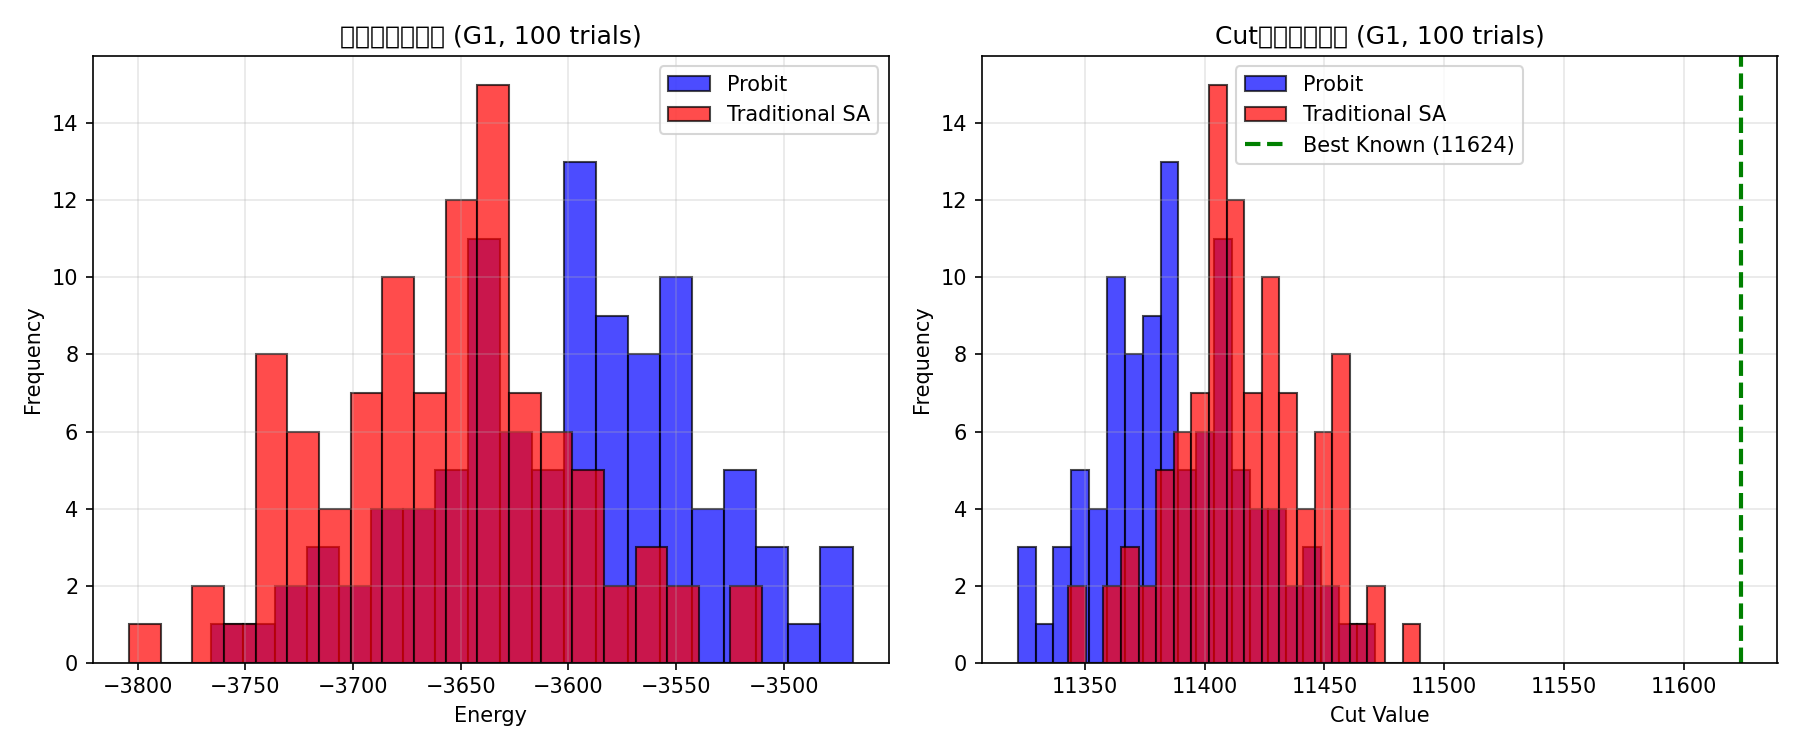 (G1, 100 trials)
Probit
Traditional SA
Frequency
14
12
10
8
6
4
2
0
−3800
−3750
−3700
−3650
−3600
−3550
−3500
Energy
Cut (G1, 100 trials)
Probit
Traditional SA
Best Known (11624)
Frequency
14
12
10
8
6
4
2
0
11350
11400
11450
11500
11550
11600
Cut Value